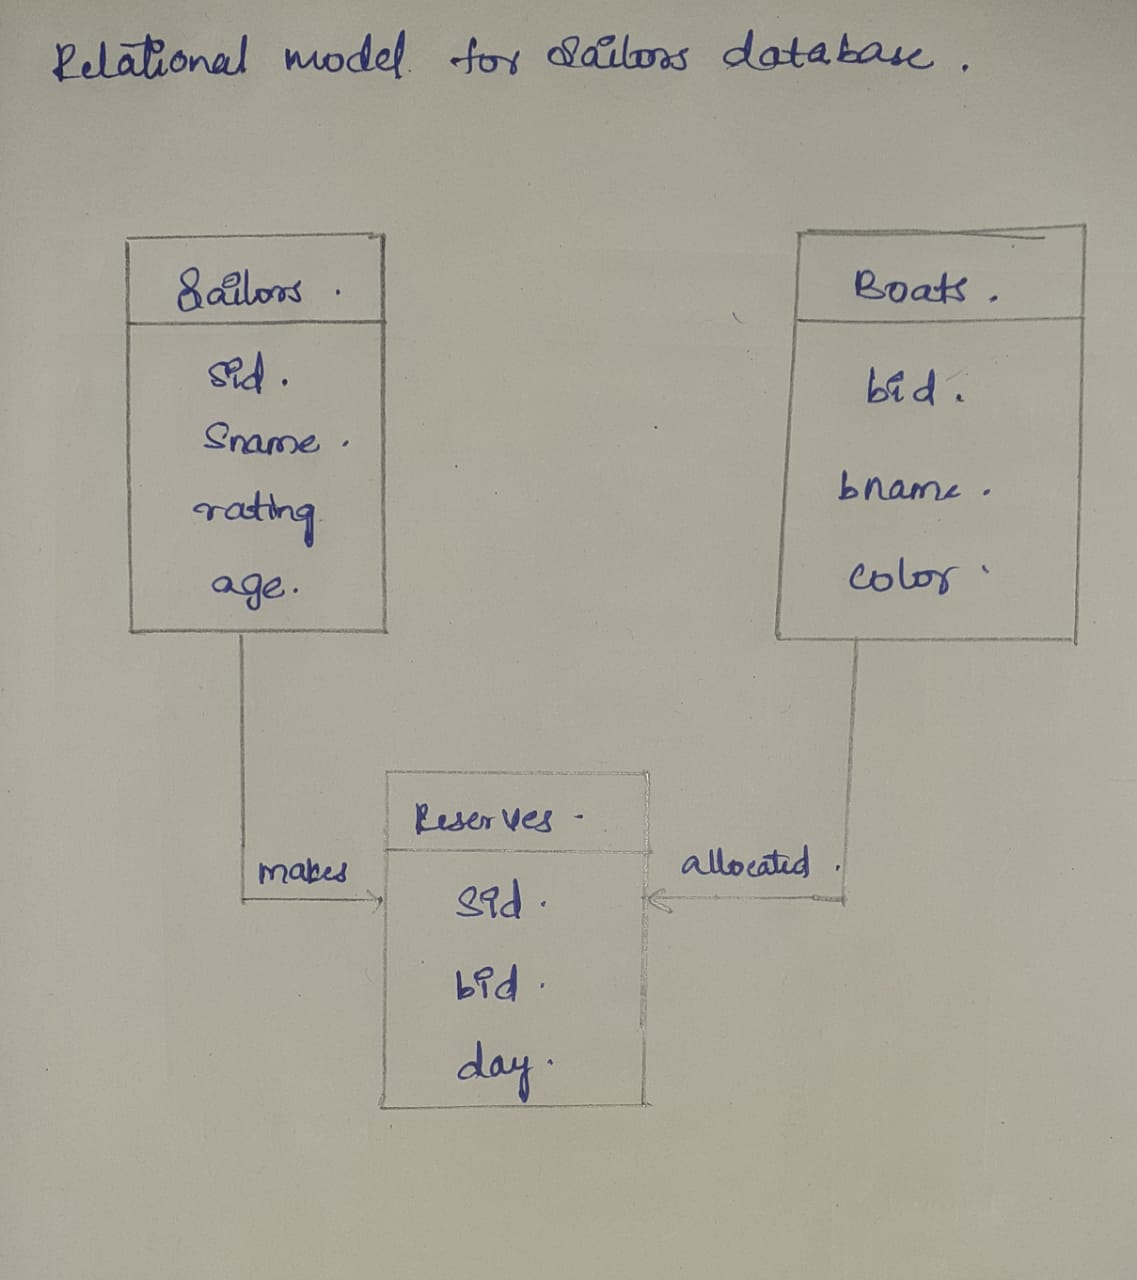 Relational model for Sailors database.
Sailors.
sid.
Sname.
rating
age.
Boats.
bid.
bname.
color.
makes
allocated.
Reserves.
sid.
bid.
day.